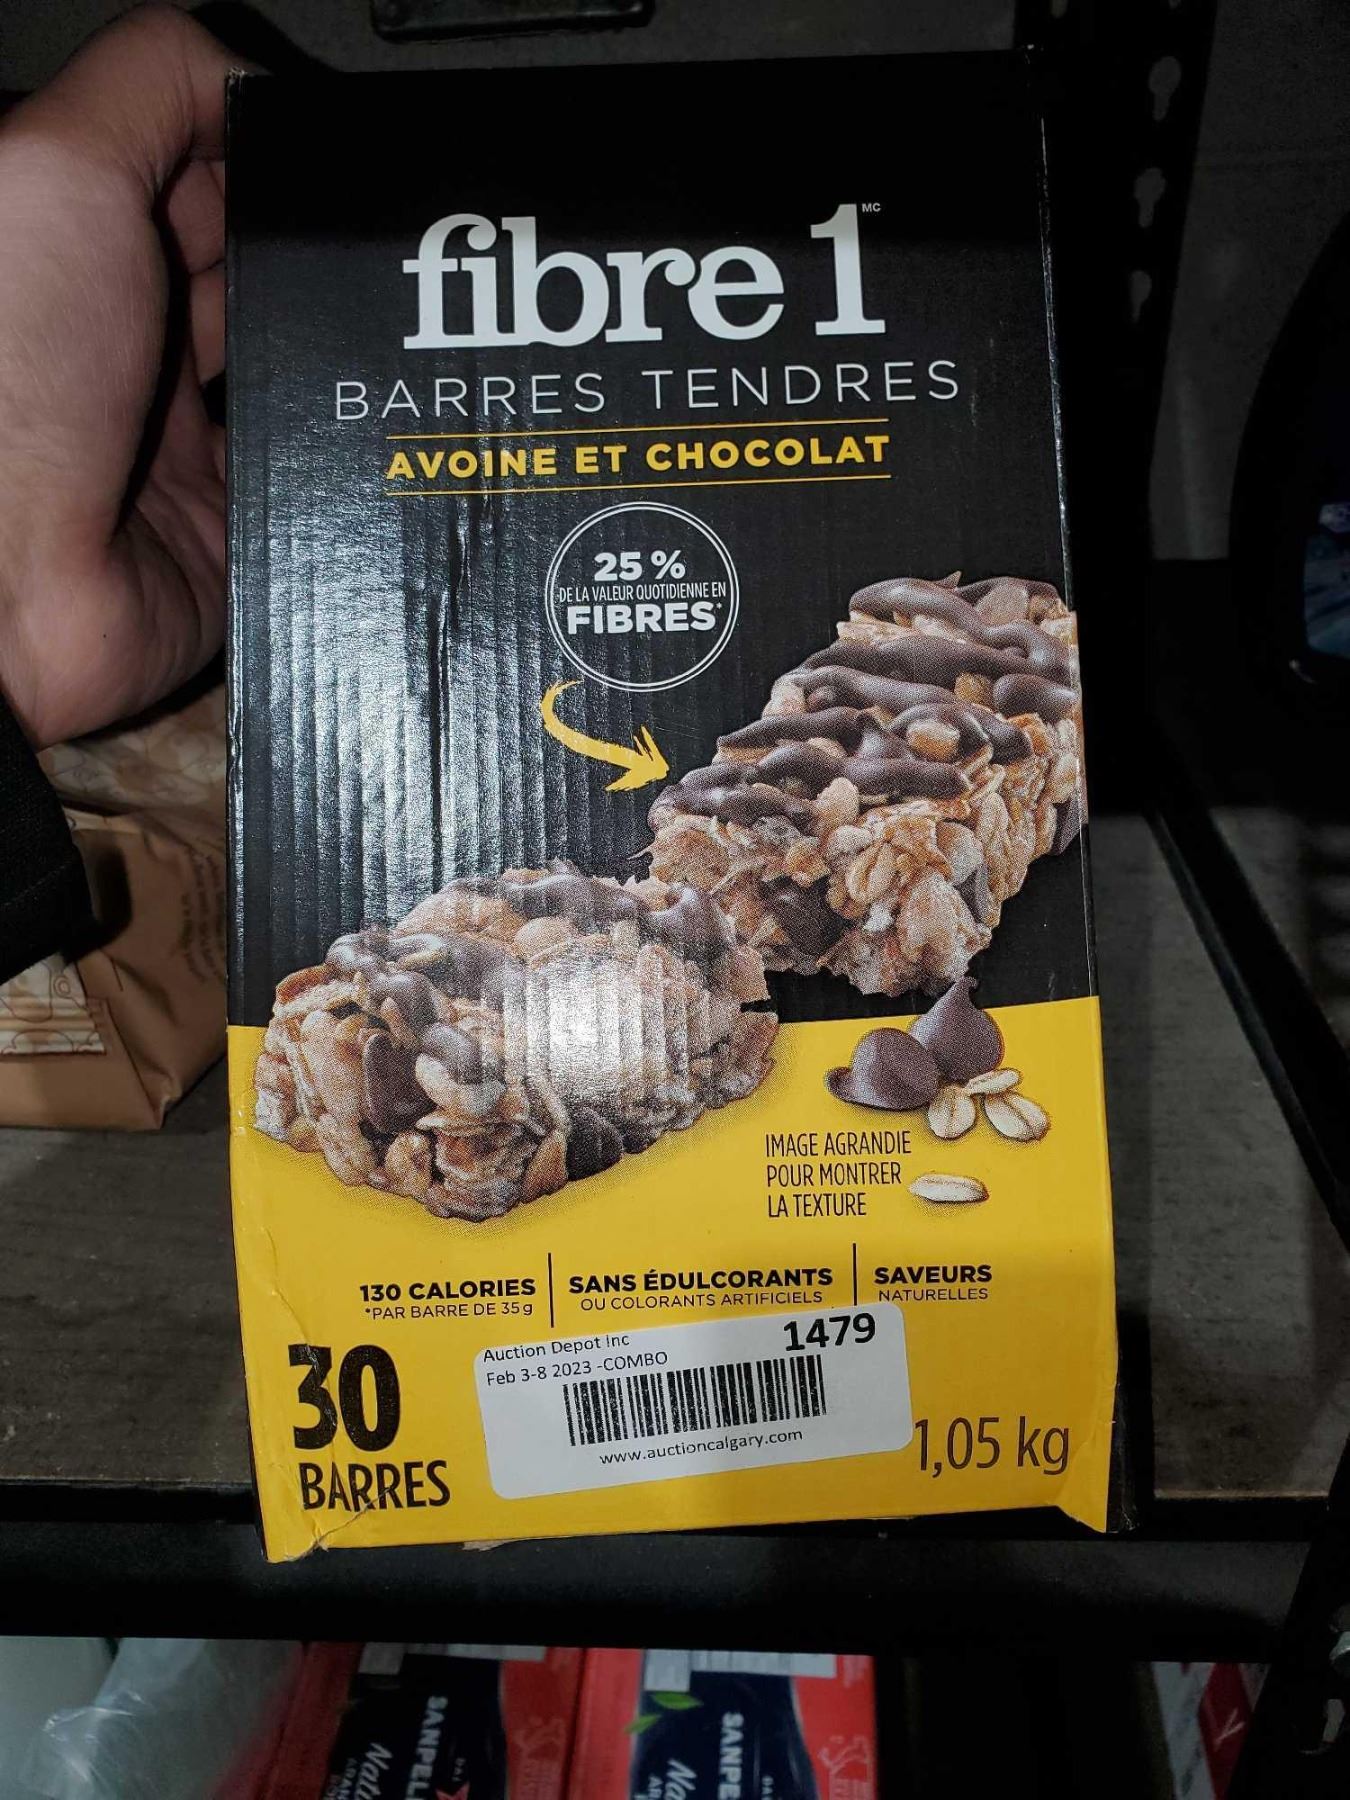 fibre 1 MC
BARRES TENDRES
AVOINE ET CHOCOLAT
25 %
DE LA VALEUR QUOTIDIENNE EN
FIBRES*
IMAGE AGRANDIE
POUR MONTRER
LA TEXTURE
130 CALORIES
*PAR BARRE DE 35 g
SANS ÉDULCORANTS
OU COLORANTS ARTIFICIELS
SAVEURS
NATURELLES
30
BARRES
Auction Depot Inc
1479
Feb 3-8 2023 -COMBO
www.auctioncalgary.com
1,05 kg
SANPEL
SANPE